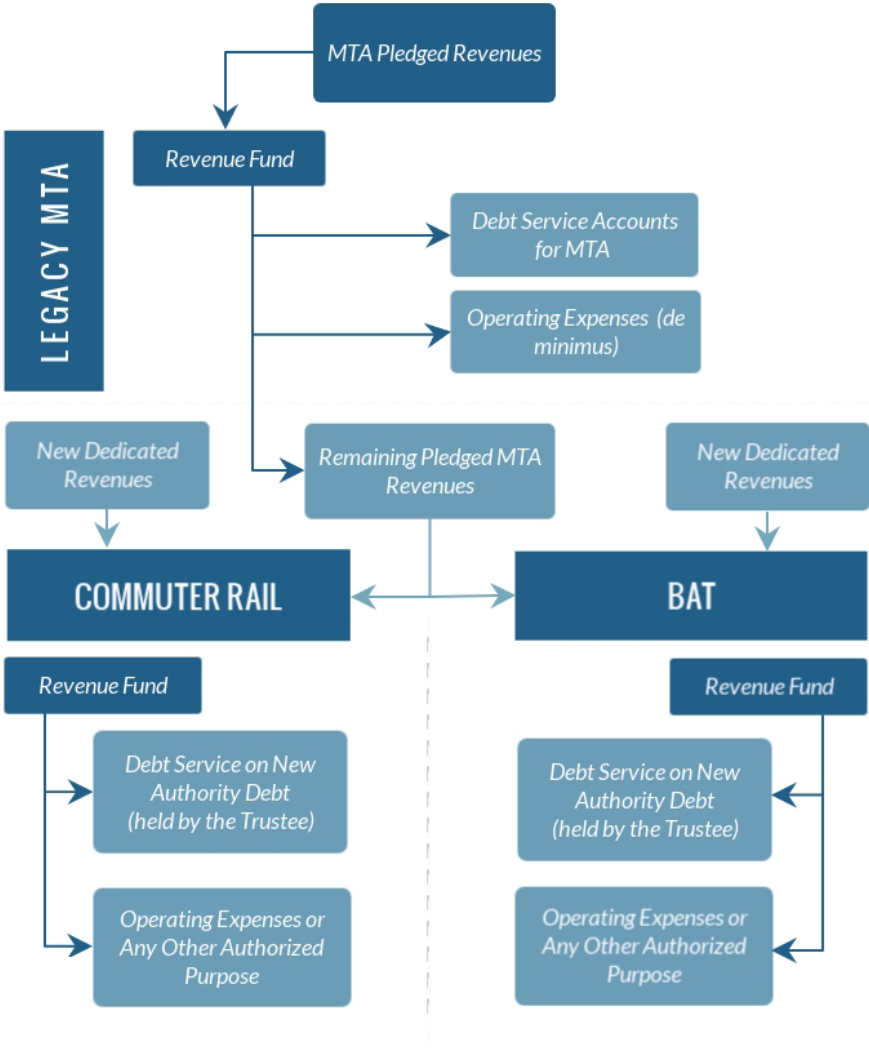 MTA Pledged Revenues
LEGACY MTA
Revenue Fund
Debt Service Accounts
for MTA
Operating Expenses (de
minimus)
New Dedicated
Revenues
Remaining Pledged MTA
Revenues
New Dedicated
Revenues
COMMUTER RAIL
BAT
Revenue Fund
Debt Service on New
Authority Debt
(held by the Trustee)
Operating Expenses or
Any Other Authorized
Purpose
Revenue Fund
Debt Service on New
Authority Debt
(held by the Trustee)
Operating Expenses or
Any Other Authorized
Purpose